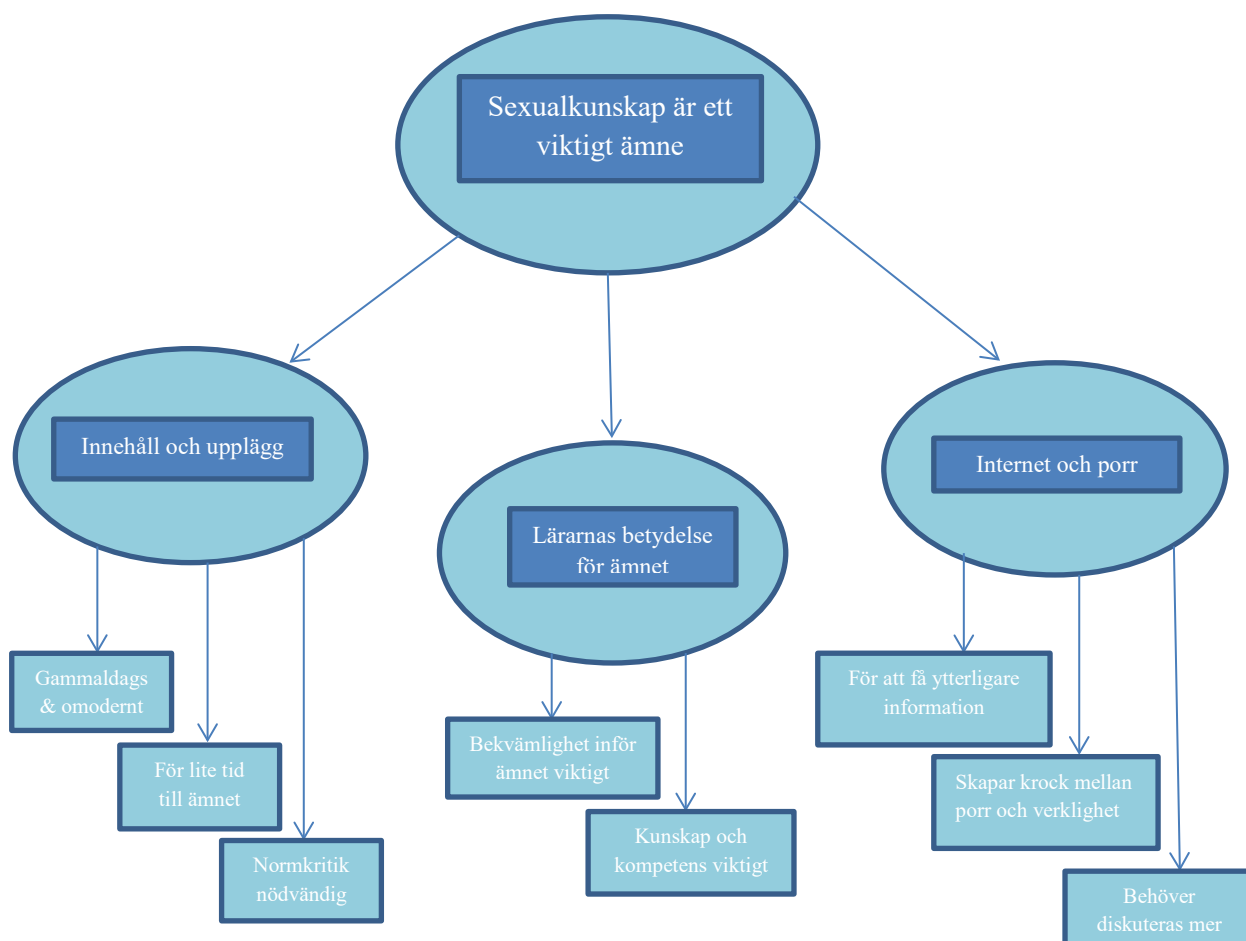 Sexualkunskap är ett
viktigt ämne
Innehåll och upplägg
Lärarnas betydelse
för ämnet
Internet och porr
Gammaldags
& omodernt
För lite tid
till ämnet
Normkritik
nödvändig
Bekvämlighet inför
ämnet viktigt
Kunskap och
kompetens viktigt
För att få ytterligare
information
Skapar krock mellan
porr och verklighet
Behöver
diskuteras mer